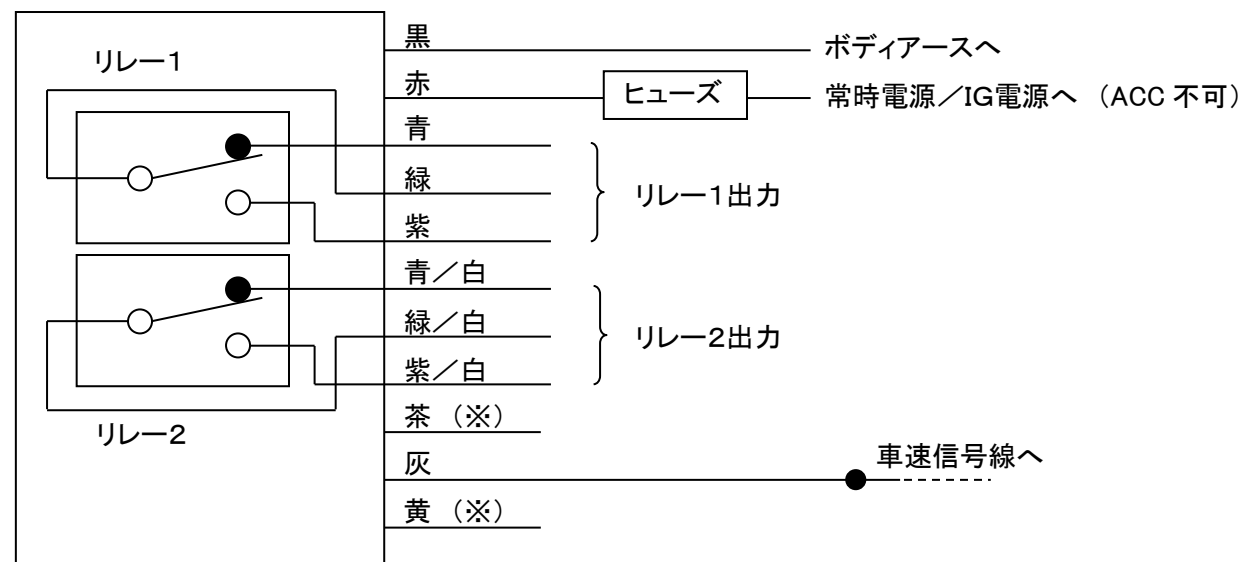 リレー1
黒
ボディアースへ
赤
ヒューズ
常時電源/IG電源へ (ACC 不可)
青
緑
リレー1出力
紫
青/白
緑/白
リレー2出力
紫/白
茶 (※)
リレー2
灰
車速信号線へ
黄 (※)